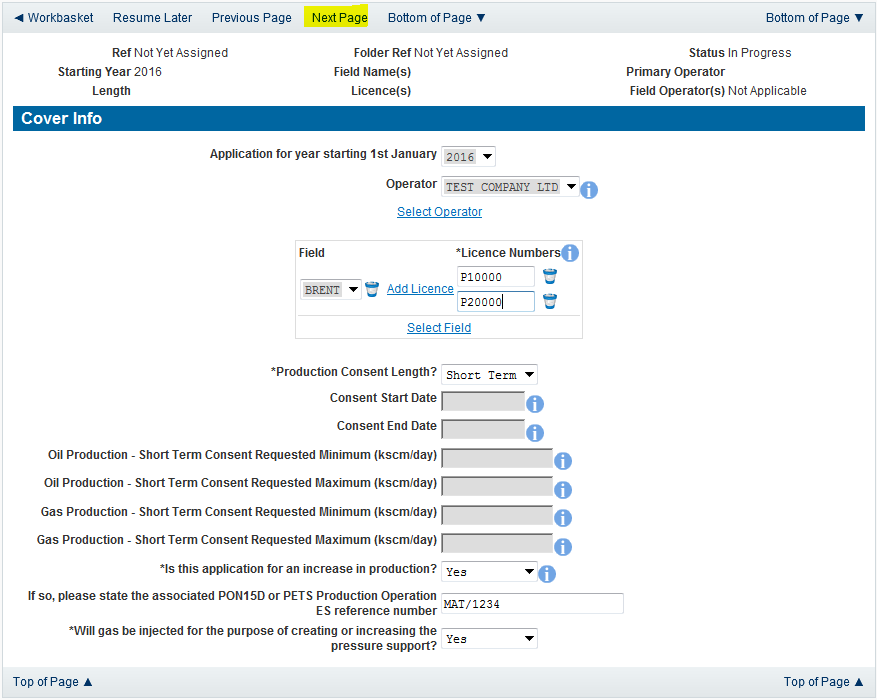 ◄ Workbasket Resume Later Previous Page Next Page Bottom of Page ▼ Bottom of Page ▼
Ref Not Yet Assigned Folder Ref Not Yet Assigned Status In Progress
Starting Year 2016 Field Name(s) Primary Operator
Length Licence(s) Field Operator(s) Not Applicable
Cover Info
Application for year starting 1st January 2016
Operator TEST COMPANY LTD
Select Operator
Field *Licence Numbers
P10000
BRENT Add Licence
P20000
Select Field
*Production Consent Length? Short Term
Consent Start Date
Consent End Date
Oil Production - Short Term Consent Requested Minimum (kscm/day)
Oil Production - Short Term Consent Requested Maximum (kscm/day)
Gas Production - Short Term Consent Requested Minimum (kscm/day)
Gas Production - Short Term Consent Requested Maximum (kscm/day)
*Is this application for an increase in production? Yes
If so, please state the associated PON15D or PETS Production Operation
ES reference number MAT/1234
*Will gas be injected for the purpose of creating or increasing the
pressure support? Yes
Top of Page ▲ Top of Page ▲